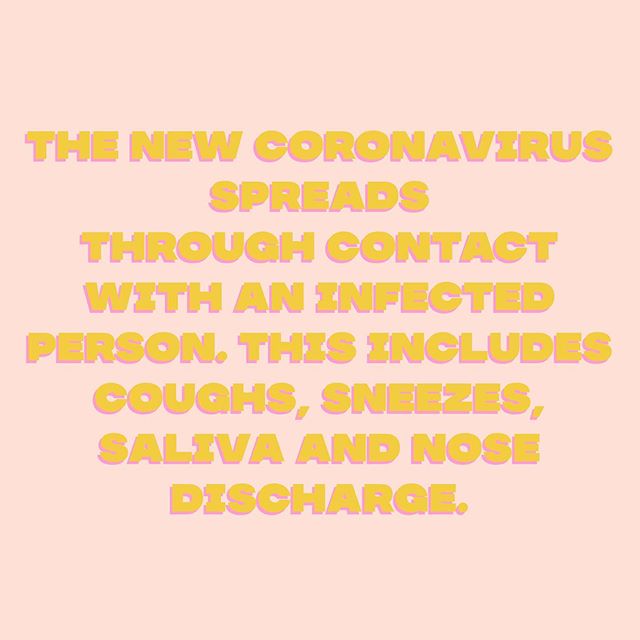 THE NEW CORONAVIRUS
SPREADS
THROUGH CONTACT
WITH AN INFECTED
PERSON. THIS INCLUDES
COUGHS, SNEEZES,
SALIVA AND NOSE
DISCHARGE.